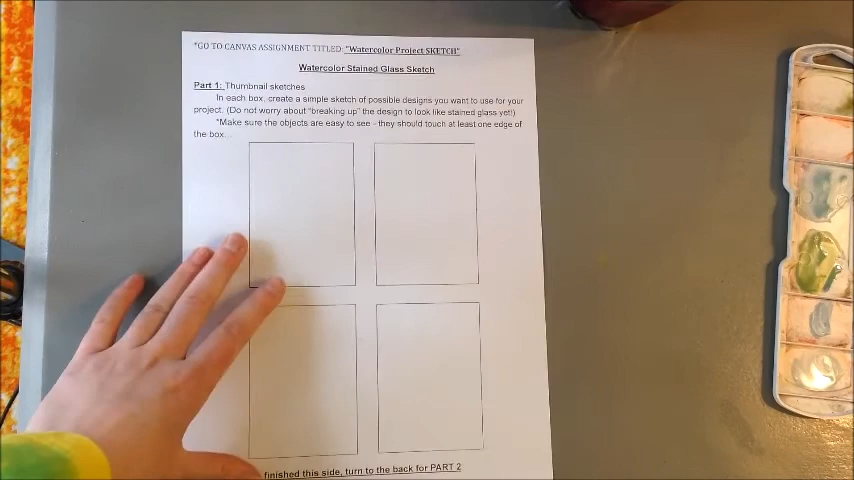 *GO TO CANVAS ASSIGNMENT TITLED: "Watercolor Project SKETCH"
Watercolor Stained Glass Sketch
Part 1: Thumbnail sketches
In each box, create a simple sketch of possible designs you want to use for your
project. (Do not worry about "breaking up" the design to look like stained glass yet!)
*Make sure the objects are easy to see - they should touch at least one edge of
the box.
finished this side, turn to the back for PART 2